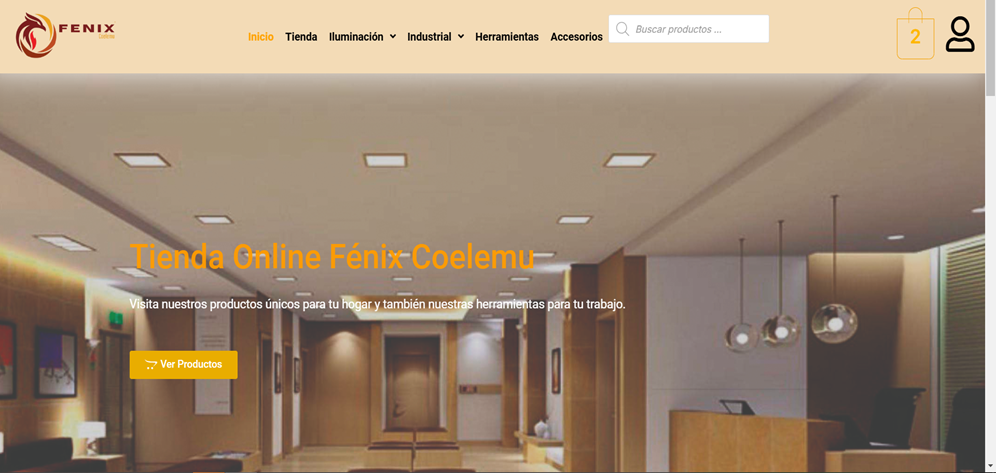 FENIX
Coelemu
Inicio Tienda Iluminación Industrial Herramientas Accesorios
Buscar productos ...
2
Tienda Online Fénix Coelemu
Visita nuestros productos únicos para tu hogar y también nuestras herramientas para tu trabajo.
Ver Productos